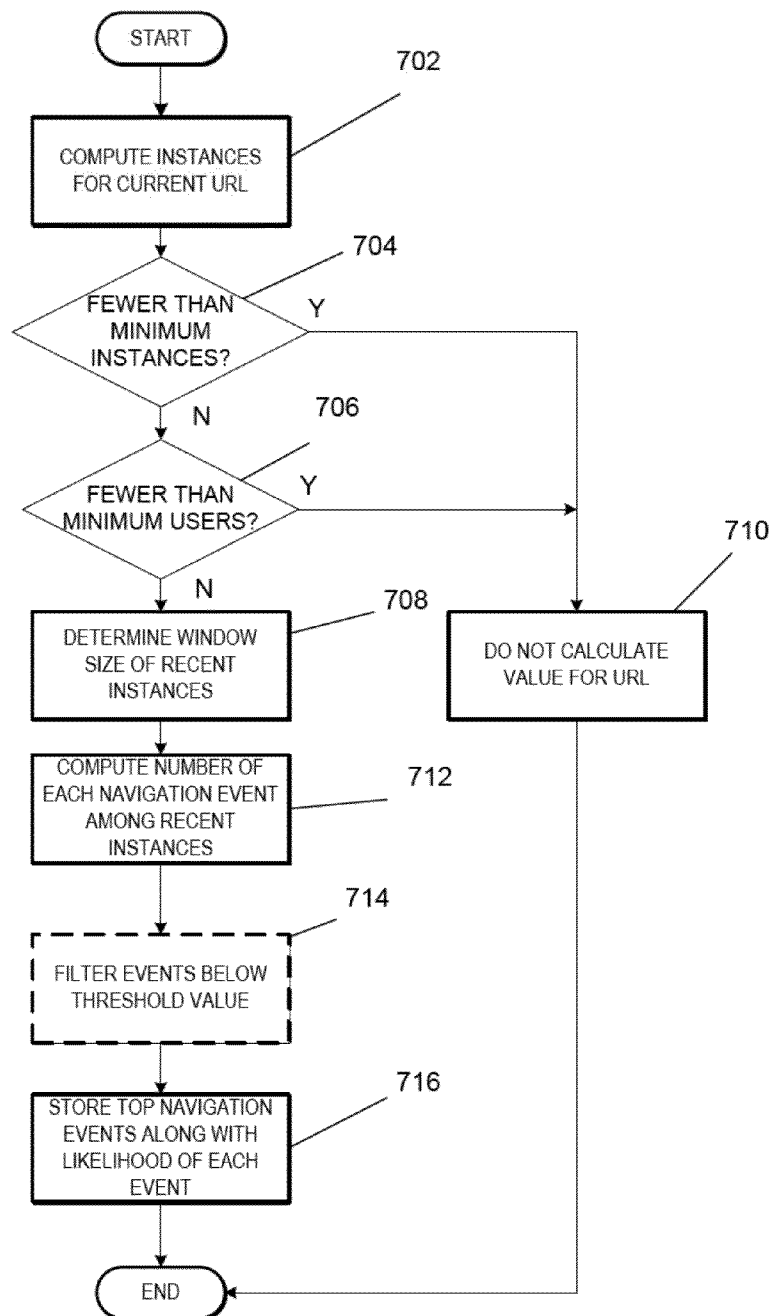 START
702
COMPUTE INSTANCES
FOR CURRENT URL
704
FEWER THAN
MINIMUM
INSTANCES?
Y
N
706
FEWER THAN
MINIMUM USERS?
Y
N
708
DETERMINE WINDOW
SIZE OF RECENT
INSTANCES
710
DO NOT CALCULATE
VALUE FOR URL
COMPUTE NUMBER OF
EACH NAVIGATION EVENT
AMONG RECENT
INSTANCES
712
714
FILTER EVENTS BELOW
THRESHOLD VALUE
716
STORE TOP NAVIGATION
EVENTS ALONG WITH
LIKELIHOOD OF EACH
EVENT
END